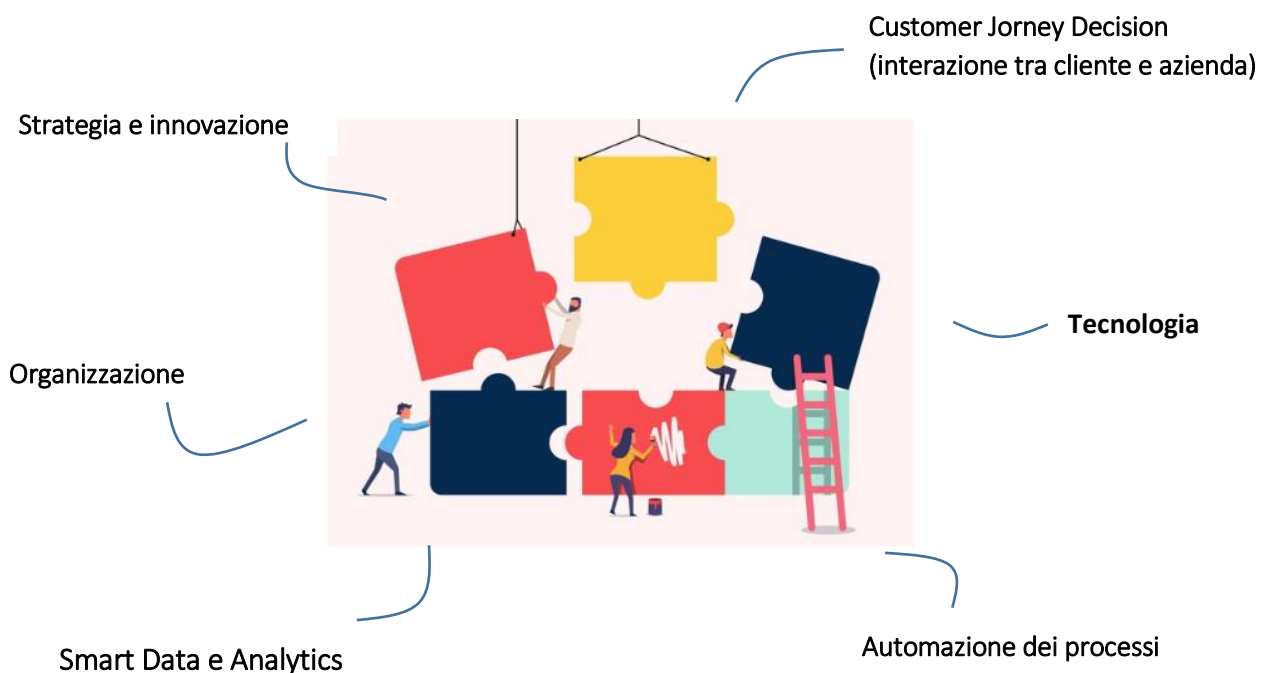 Customer Jorney Decision
(interazione tra cliente e azienda)
Strategia e innovazione
Tecnologia
Organizzazione
Automazione dei processi
Smart Data e Analytics